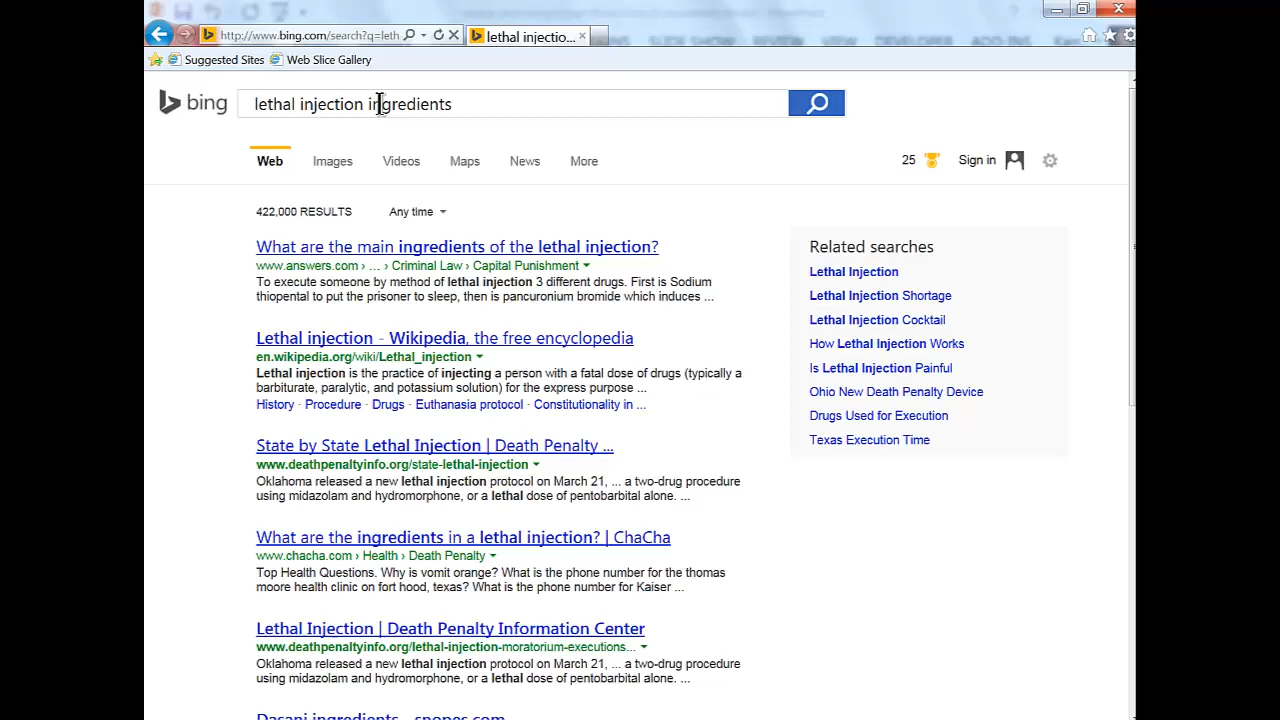 http://www.bing.com/search?q=leth
lethal injectio...
Suggested Sites
Web Slice Gallery
bing
lethal injection ingredients
Web
Images
Videos
Maps
News
More
25
Sign in
422,000 RESULTS
Any time
What are the main ingredients of the lethal injection?
www.answers.com › ... › Criminal Law › Capital Punishment
To execute someone by method of lethal injection 3 different drugs. First is Sodium
thiopental to put the prisoner to sleep, then is pancuronium bromide which induces ...
Lethal injection - Wikipedia, the free encyclopedia
en.wikipedia.org/wiki/Lethal_injection
Lethal injection is the practice of injecting a person with a fatal dose of drugs (typically a
barbiturate, paralytic, and potassium solution) for the express purpose ...
History · Procedure · Drugs · Euthanasia protocol · Constitutionality in ...
State by State Lethal Injection | Death Penalty ...
www.deathpenaltyinfo.org/state-lethal-injection
Oklahoma released a new lethal injection protocol on March 21, ... a two-drug procedure
using midazolam and hydromorphone, or a lethal dose of pentobarbital alone. ...
What are the ingredients in a lethal injection? | ChaCha
www.chacha.com › Health › Death Penalty
Top Health Questions. Why is vomit orange? What is the phone number for the thomas
moore health clinic on fort hood, texas? What is the phone number for Kaiser ...
Lethal Injection | Death Penalty Information Center
www.deathpenaltyinfo.org/lethal-injection-moratorium-executions...
Oklahoma released a new lethal injection protocol on March 21, ... a two-drug procedure
using midazolam and hydromorphone, or a lethal dose of pentobarbital alone. ...
Dasani ingredients - snopes.com
Related searches
Lethal Injection
Lethal Injection Shortage
Lethal Injection Cocktail
How Lethal Injection Works
Is Lethal Injection Painful
Ohio New Death Penalty Device
Drugs Used for Execution
Texas Execution Time